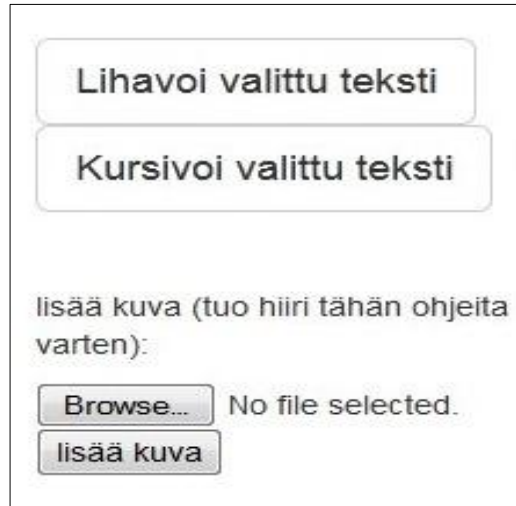 Lihavoi valittu teksti
Kursivoi valittu teksti
lisää kuva (tuo hiiri tähän ohjeita
varten):
Browse... No file selected.
lisää kuva